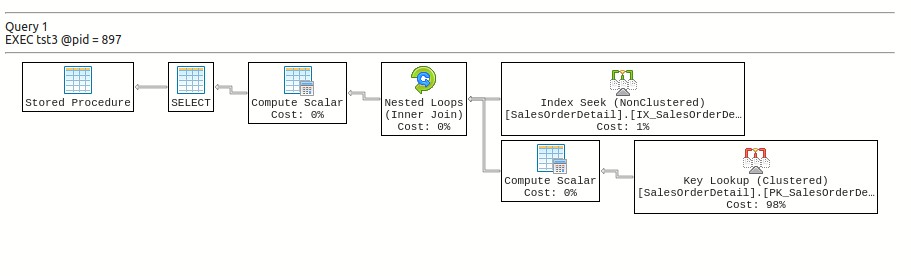 Query 1
EXEC tst3 @pid = 897
Stored Procedure
SELECT
Compute Scalar
Cost: 0%
Nested Loops
(Inner Join)
Cost: 0%
Index Seek (NonClustered)
[SalesOrderDetail].[IX_SalesOrderDe…
Cost: 1%
Compute Scalar
Cost: 0%
Key Lookup (Clustered)
[SalesOrderDetail].[PK_SalesOrderDe…
Cost: 98%